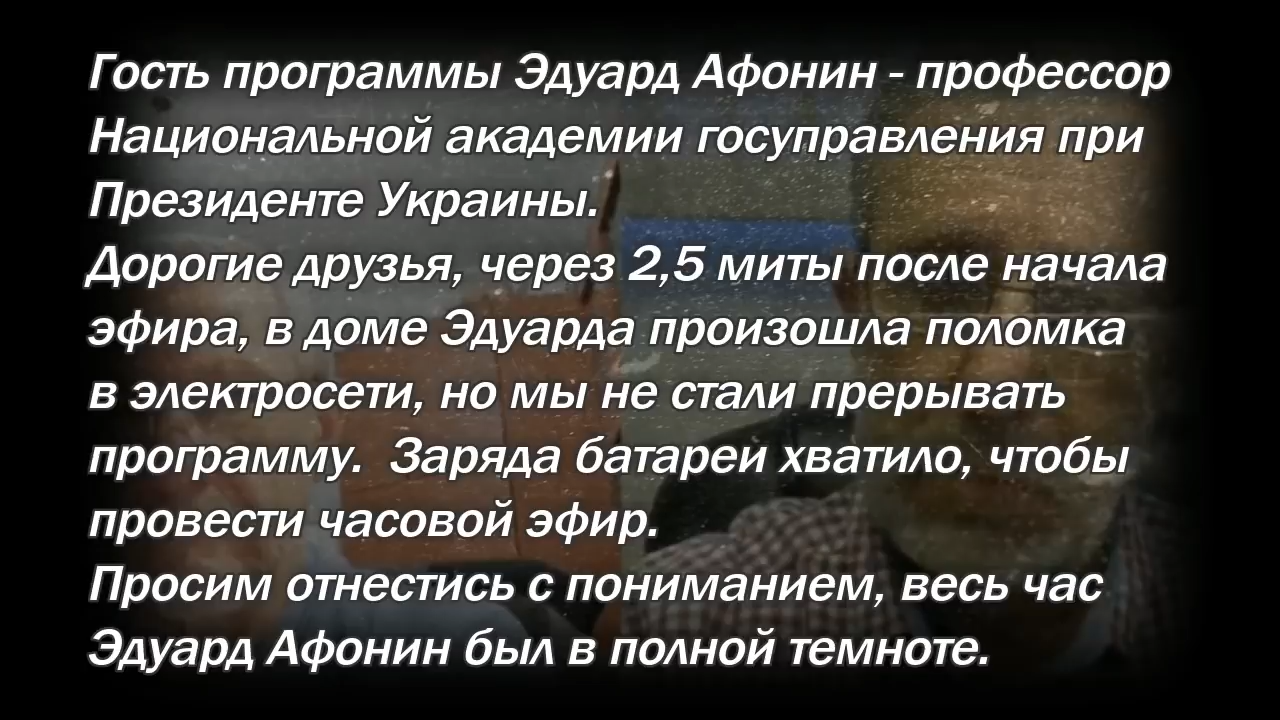 Гость программы Эдуард Афонин - профессор
Национальной академии госуправления при
Президенте Украины.
Дорогие друзья, через 2,5 миты после начала
эфира, в доме Эдуарда произошла поломка
в электросети, но мы не стали прерывать
программу.  Заряда батареи хватило, чтобы
провести часовой эфир.
Просим отнестись с пониманием, весь час
Эдуард Афонин был в полной темноте.